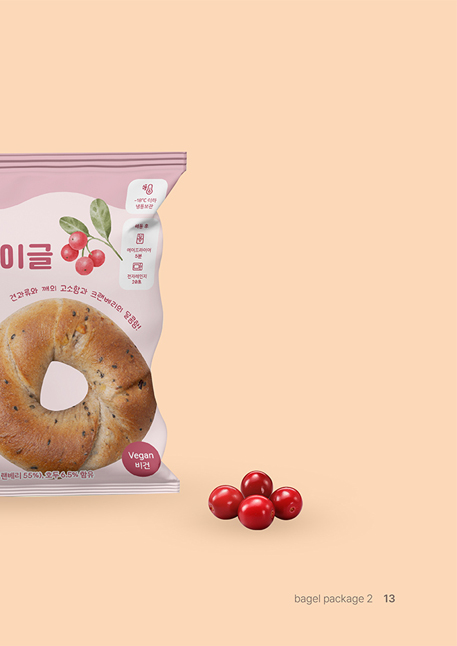 -18℃ 이하
냉동보관
해동 후
에어프라이어
5분
전자레인지
이글
건과류와 깨의 고소함과 크랜베리의 달콤함!
Vegan
비건
랜베리 55%), 호두 4.5% 함유
bagel package 2 13